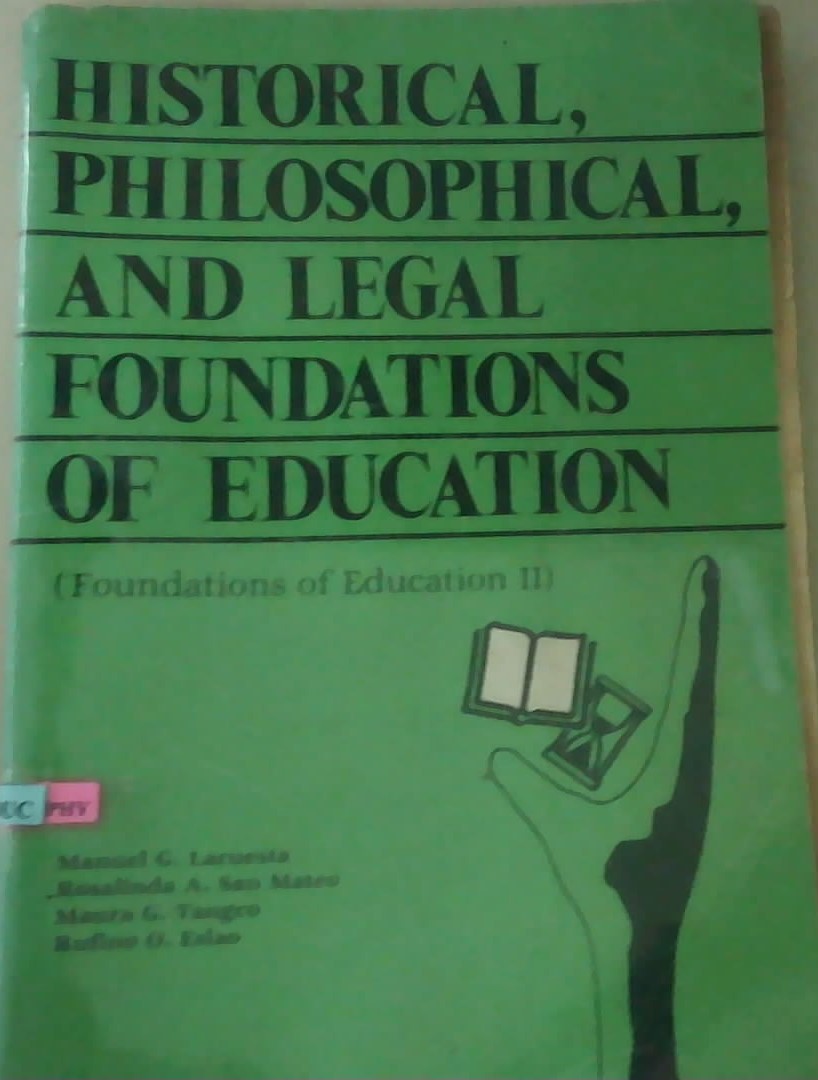 HISTORICAL,
PHILOSOPHICAL,
AND LEGAL
FOUNDATIONS
OF EDUCATION
(Foundations of Education II)
UC PHY
Manuel G.
Rosalinda A. San Mateo
Maura G. Tangco
Rufino O. Eslao